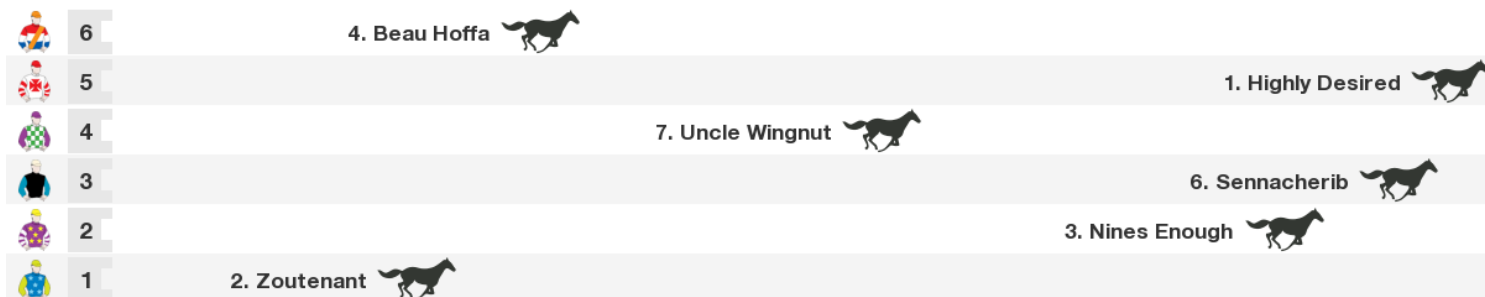 6 4. Beau Hoffa
5 1. Highly Desired
4 7. Uncle Wingnut
3 6. Sennacherib
2 3. Nines Enough
1 2. Zoutenant